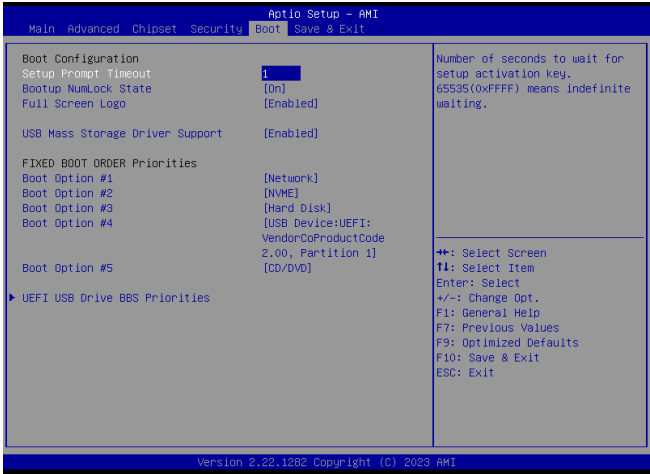 Aptio Setup – AMI
Main Advanced Chipset Security Boot Save & Exit
Boot Configuration
Setup Prompt Timeout 1
Bootup NumLock State [On]
Full Screen Logo [Enabled]
USB Mass Storage Driver Support [Enabled]
FIXED BOOT ORDER Priorities
Boot Option #1 [Network]
Boot Option #2 [NVME]
Boot Option #3 [Hard Disk]
Boot Option #4 [USB Device:UEFI:
VendorCoProductCode
2.00, Partition 1]
Boot Option #5 [CD/DVD]
UEFI USB Drive BBS Priorities
Number of seconds to wait for
setup activation key.
65535(0xFFFF) means indefinite
waiting.
→←: Select Screen
↑↓: Select Item
Enter: Select
+/-: Change Opt.
F1: General Help
F7: Previous Values
F9: Optimized Defaults
F10: Save & Exit
ESC: Exit
Version 2.22.1282 Copyright (C) 2023 AMI